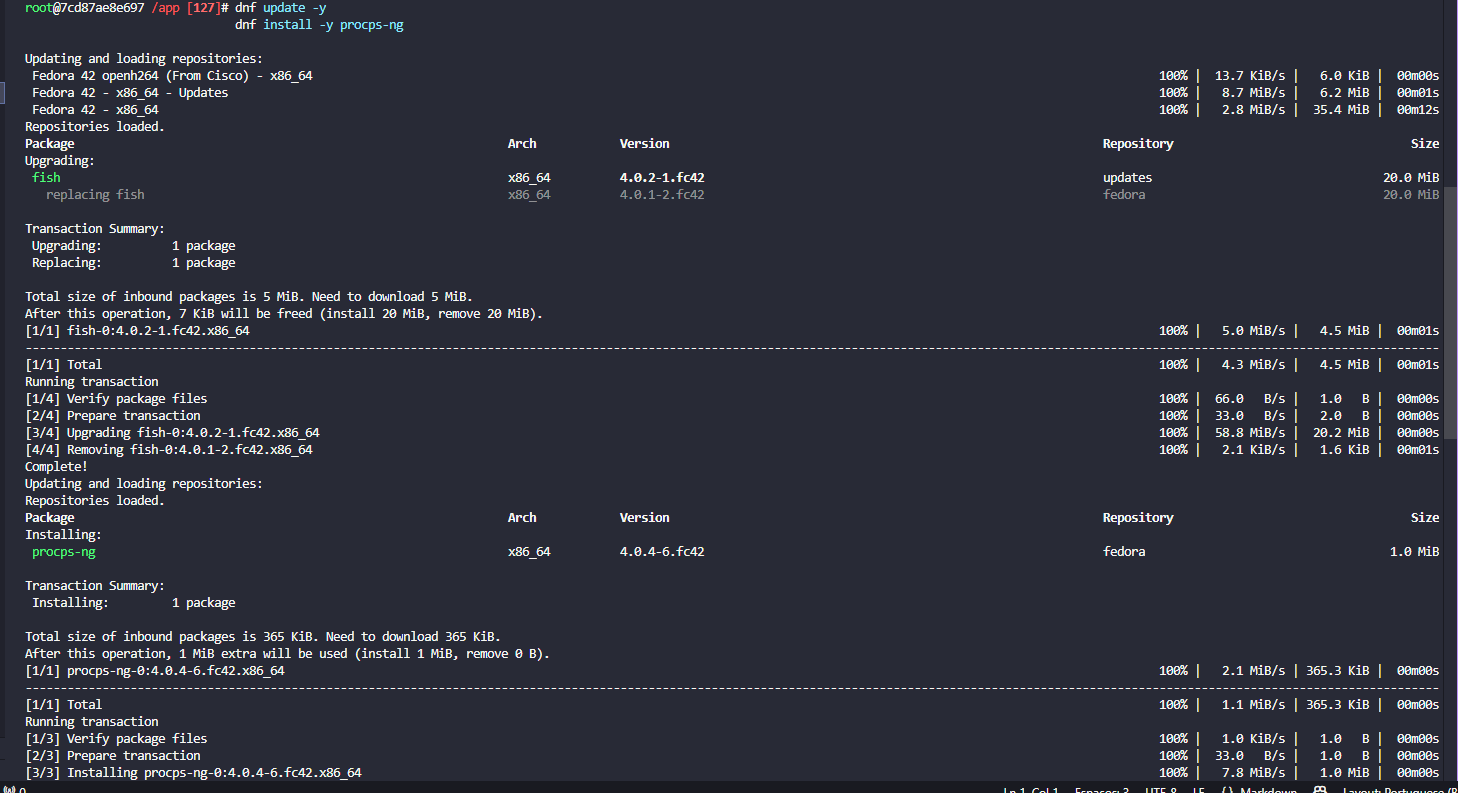 root@7cd87ae8e697 /app [127]# dnf update -y
dnf install -y procps-ng
Updating and loading repositories:
Fedora 42 openh264 (From Cisco) - x86_64 100% | 13.7 KiB/s | 6.0 KiB | 00m00s
Fedora 42 - x86_64 - Updates 100% | 8.7 MiB/s | 6.2 MiB | 00m01s
Fedora 42 - x86_64 100% | 2.8 MiB/s | 35.4 MiB | 00m12s
Repositories loaded.
Package Arch Version Repository Size
Upgrading:
fish x86_64 4.0.2-1.fc42 updates 20.0 MiB
replacing fish x86_64 4.0.1-2.fc42 fedora 20.0 MiB
Transaction Summary:
Upgrading: 1 package
Replacing: 1 package
Total size of inbound packages is 5 MiB. Need to download 5 MiB.
After this operation, 7 KiB will be freed (install 20 MiB, remove 20 MiB).
[1/1] fish-0:4.0.2-1.fc42.x86_64 100% | 5.0 MiB/s | 4.5 MiB | 00m01s
[1/1] Total 100% | 4.3 MiB/s | 4.5 MiB | 00m01s
Running transaction
[1/4] Verify package files 100% | 66.0 B/s | 1.0 B | 00m00s
[2/4] Prepare transaction 100% | 33.0 B/s | 2.0 B | 00m00s
[3/4] Upgrading fish-0:4.0.2-1.fc42.x86_64 100% | 58.8 MiB/s | 20.2 MiB | 00m00s
[4/4] Removing fish-0:4.0.1-2.fc42.x86_64 100% | 2.1 KiB/s | 1.6 KiB | 00m01s
Complete!
Updating and loading repositories:
Repositories loaded.
Package Arch Version Repository Size
Installing:
procps-ng x86_64 4.0.4-6.fc42 fedora 1.0 MiB
Transaction Summary:
Installing: 1 package
Total size of inbound packages is 365 KiB. Need to download 365 KiB.
After this operation, 1 MiB extra will be used (install 1 MiB, remove 0 B).
[1/1] procps-ng-0:4.0.4-6.fc42.x86_64 100% | 2.1 MiB/s | 365.3 KiB | 00m00s
[1/1] Total 100% | 1.1 MiB/s | 365.3 KiB | 00m00s
Running transaction
[1/3] Verify package files 100% | 1.0 KiB/s | 1.0 B | 00m00s
[2/3] Prepare transaction 100% | 33.0 B/s | 1.0 B | 00m00s
[3/3] Installing procps-ng-0:4.0.4-6.fc42.x86_64 100% | 7.8 MiB/s | 1.0 MiB | 00m00s
0 Ln 1, Col 1 Espaços: 3 UTF-8 LF {} Markdown Layout: Portuguese (B